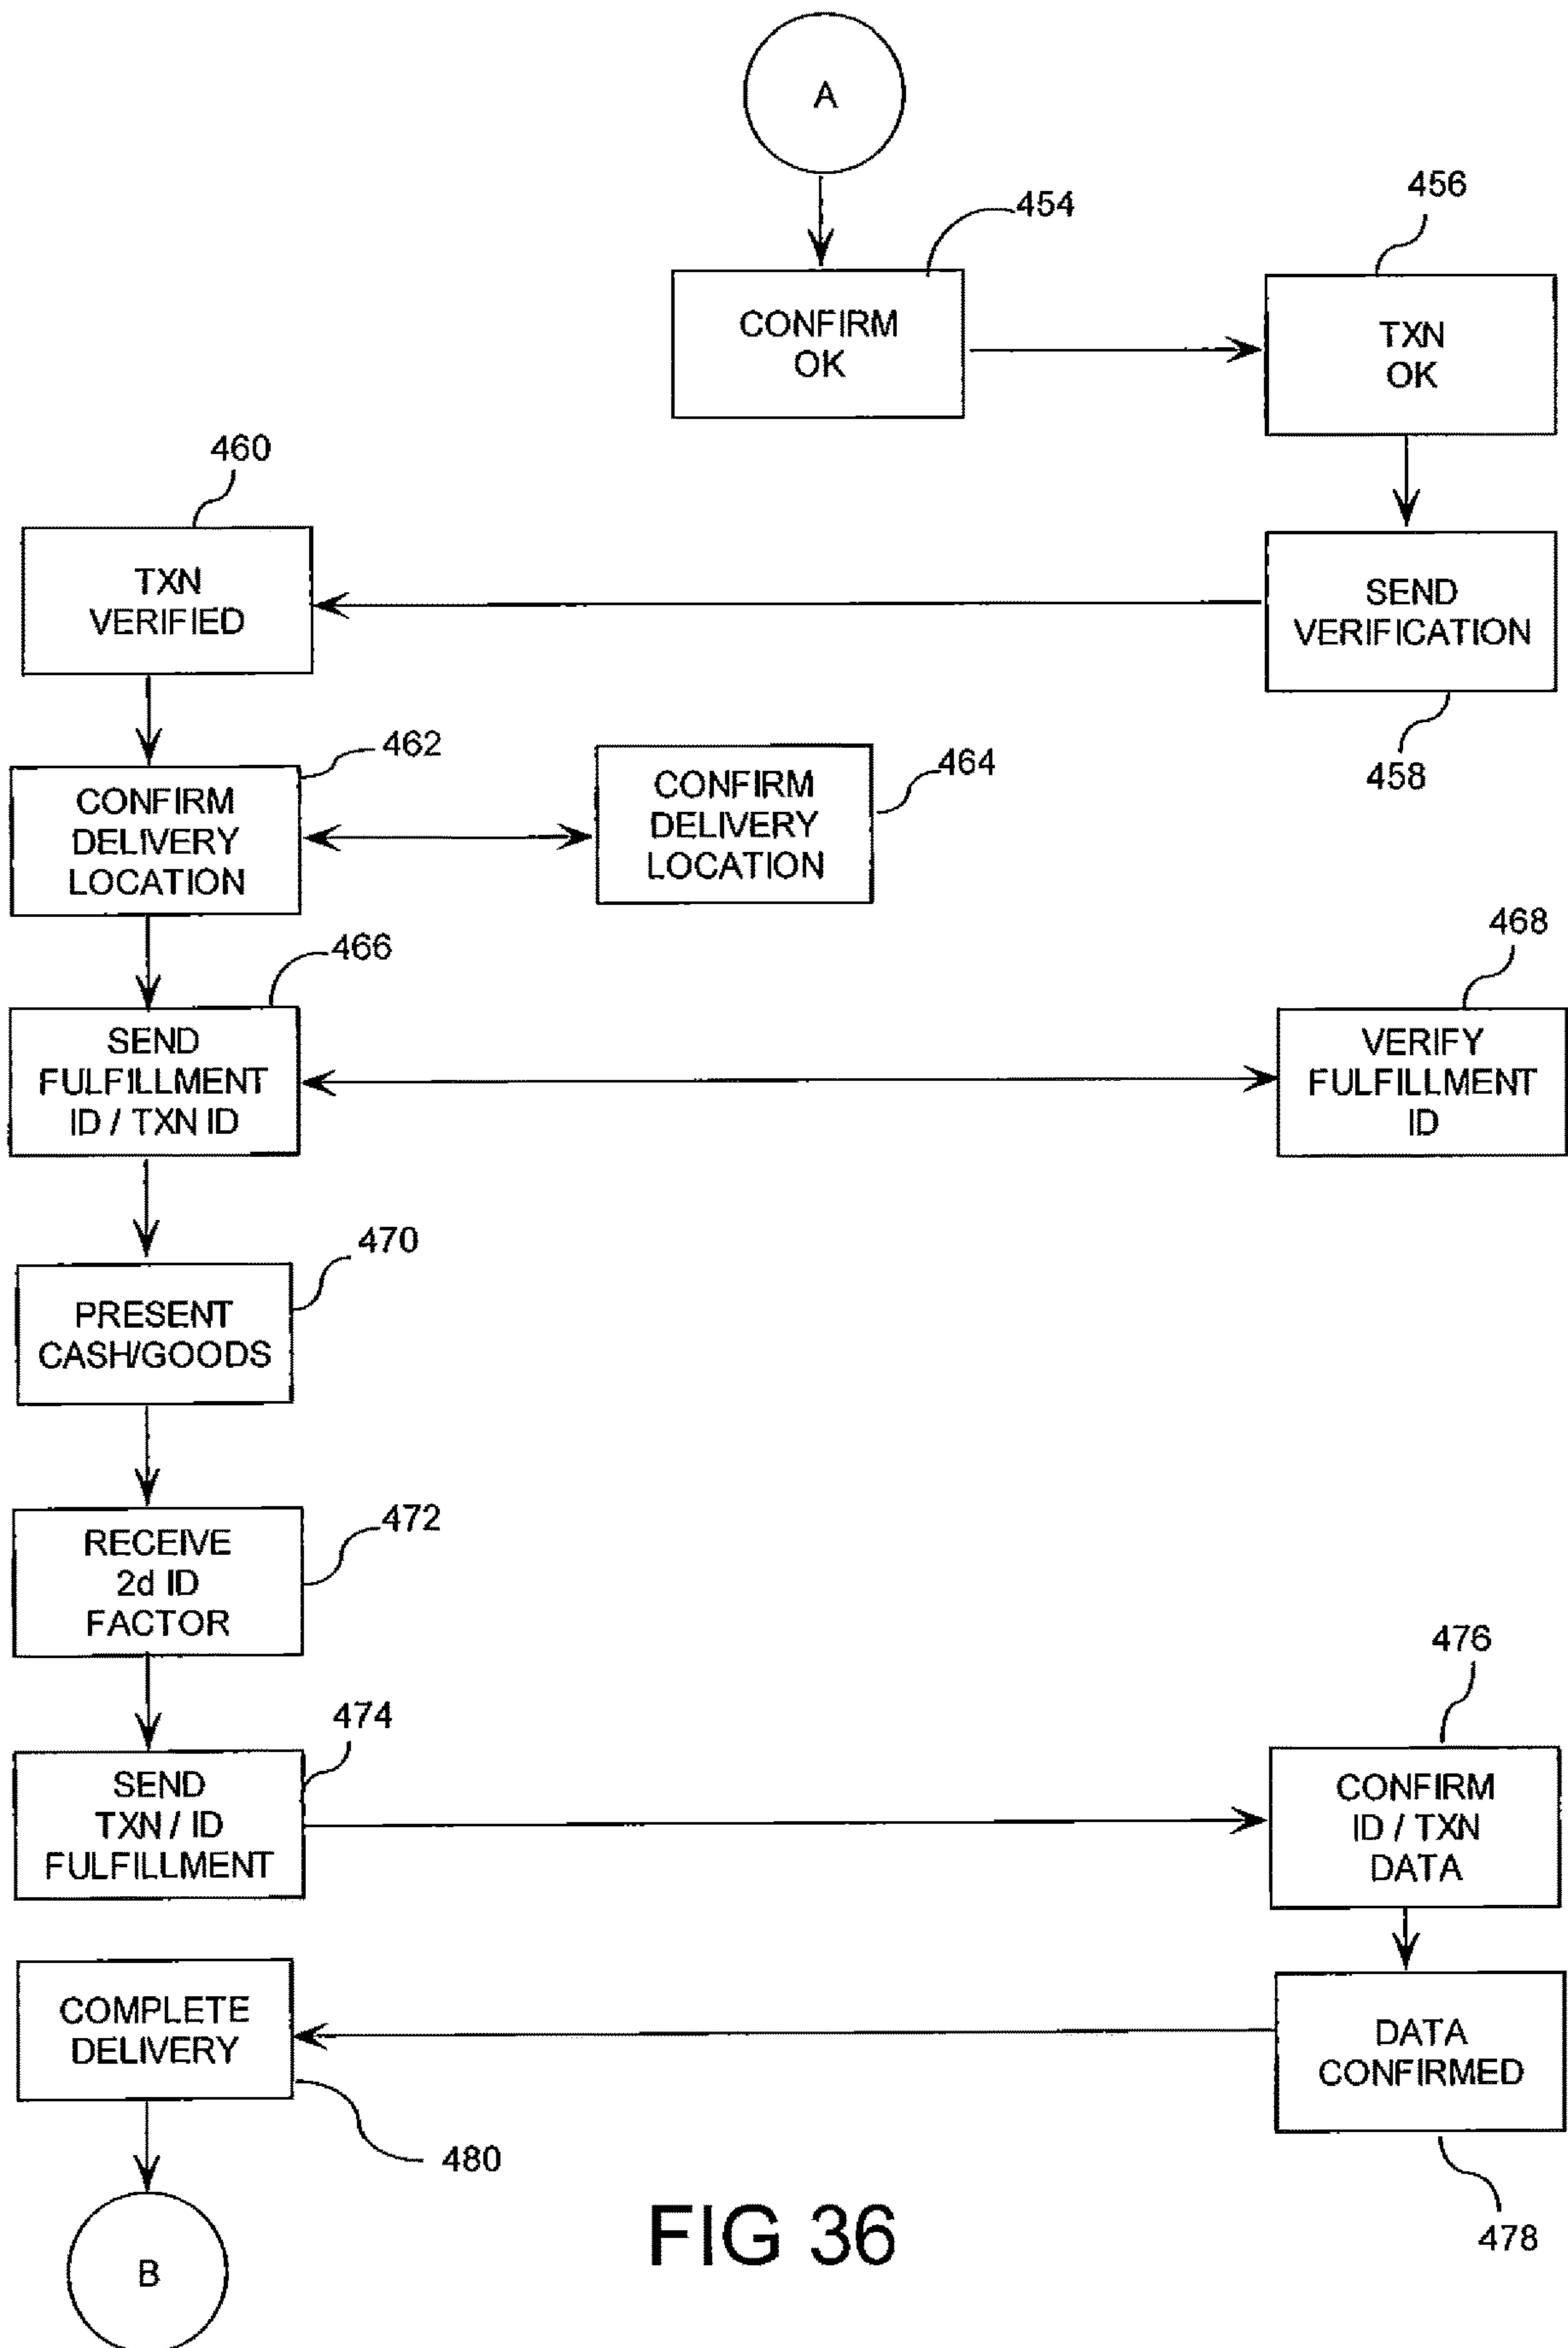 A
454
456
CONFIRM
OK
TXN
OK
460
TXN
VERIFIED
SEND
VERIFICATION
458
462
CONFIRM
DELIVERY
LOCATION
464
CONFIRM
DELIVERY
LOCATION
466
468
SEND
FULFILLMENT
ID / TXN ID
VERIFY
FULFILLMENT
ID
470
PRESENT
CASH/GOODS
472
RECEIVE
2d ID
FACTOR
474
476
SEND
TXN / ID
FULFILLMENT
CONFIRM
ID / TXN
DATA
COMPLETE
DELIVERY
DATA
CONFIRMED
480
478
B
FIG 36